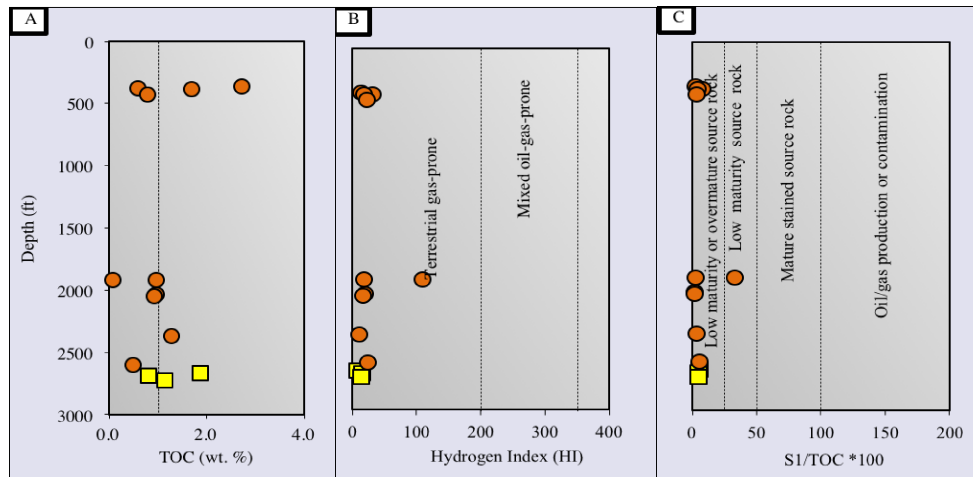 A
B
C
0
500
1000
1500
2000
2500
3000
Depth (ft)
0.0
2.0
4.0
TOC (wt. %)
Terrestrial gas-prone
Mixed oil-gas-prone
0
100
200
300
400
Hydrogen Index (HI)
Low maturity or overmature source rock
Low maturity source rock
Mature stained source rock
Oil/gas production or contamination
0
50
100
150
200
S1/TOC *100